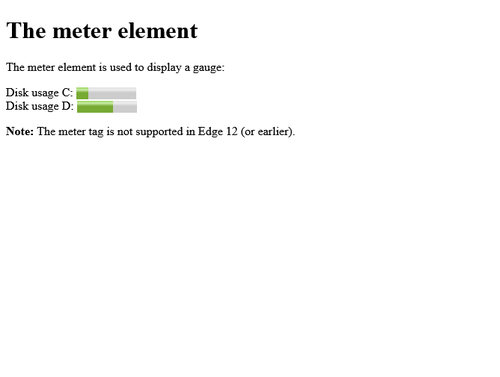 The meter element
The meter element is used to display a gauge:
Disk usage C:
Disk usage D:
Note: The meter tag is not supported in Edge 12 (or earlier).